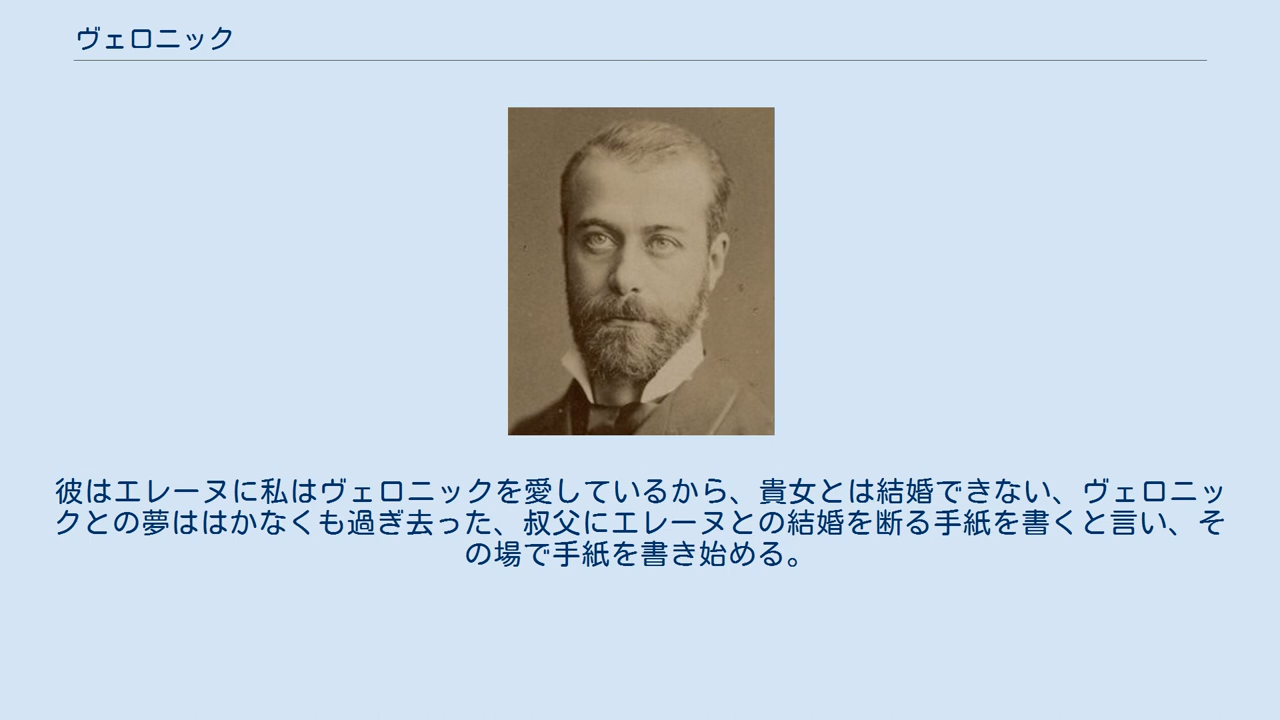 ヴェロニック
彼はエレーヌに私はヴェロニックを愛しているから、貴女とは結婚できない、ヴェロニッ
クとの夢ははかなくも過ぎ去った、叔父にエレーヌとの結婚を断る手紙を書くと言い、そ
の場で手紙を書き始める。